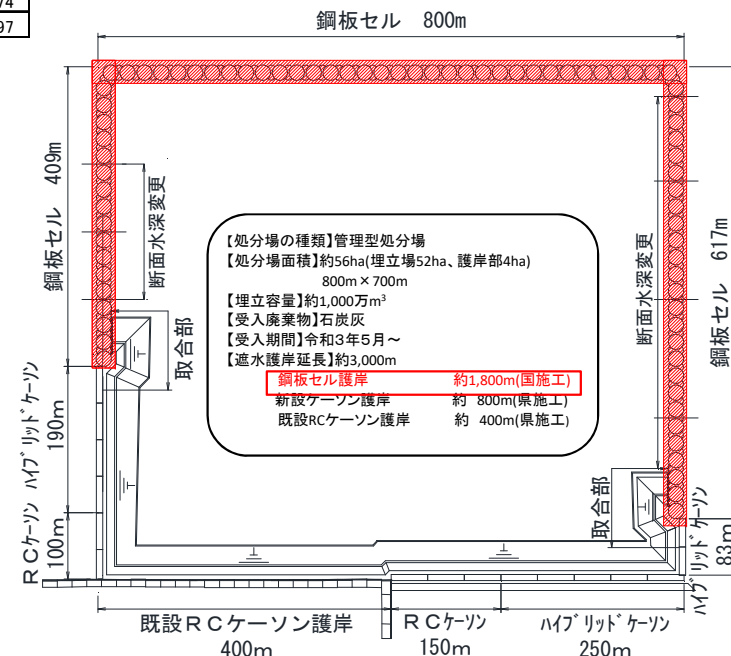 74
97
鋼板セル 800m
鋼板セル 409m
断面水深変更
取合部
ハイブリッドケーソン
190m
RCケーソン
100m
【処分場の種類】管理型処分場
【処分場面積】約56ha(埋立場52ha、護岸部4ha)
800m×700m
【埋立容量】約1,000万m³
【受入廃棄物】石炭灰
【受入期間】令和3年5月～
【遮水護岸延長】約3,000m
鋼板セル護岸 約1,800m(国施工)
新設ケーソン護岸 約 800m(県施工)
既設RCケーソン護岸 約 400m(県施工)
断面水深変更
鋼板セル 617m
取合部
ハイブリッドケーソン
83m
既設RCケーソン護岸
400m
RCケーソン
150m
ハイブリッドケーソン
250m